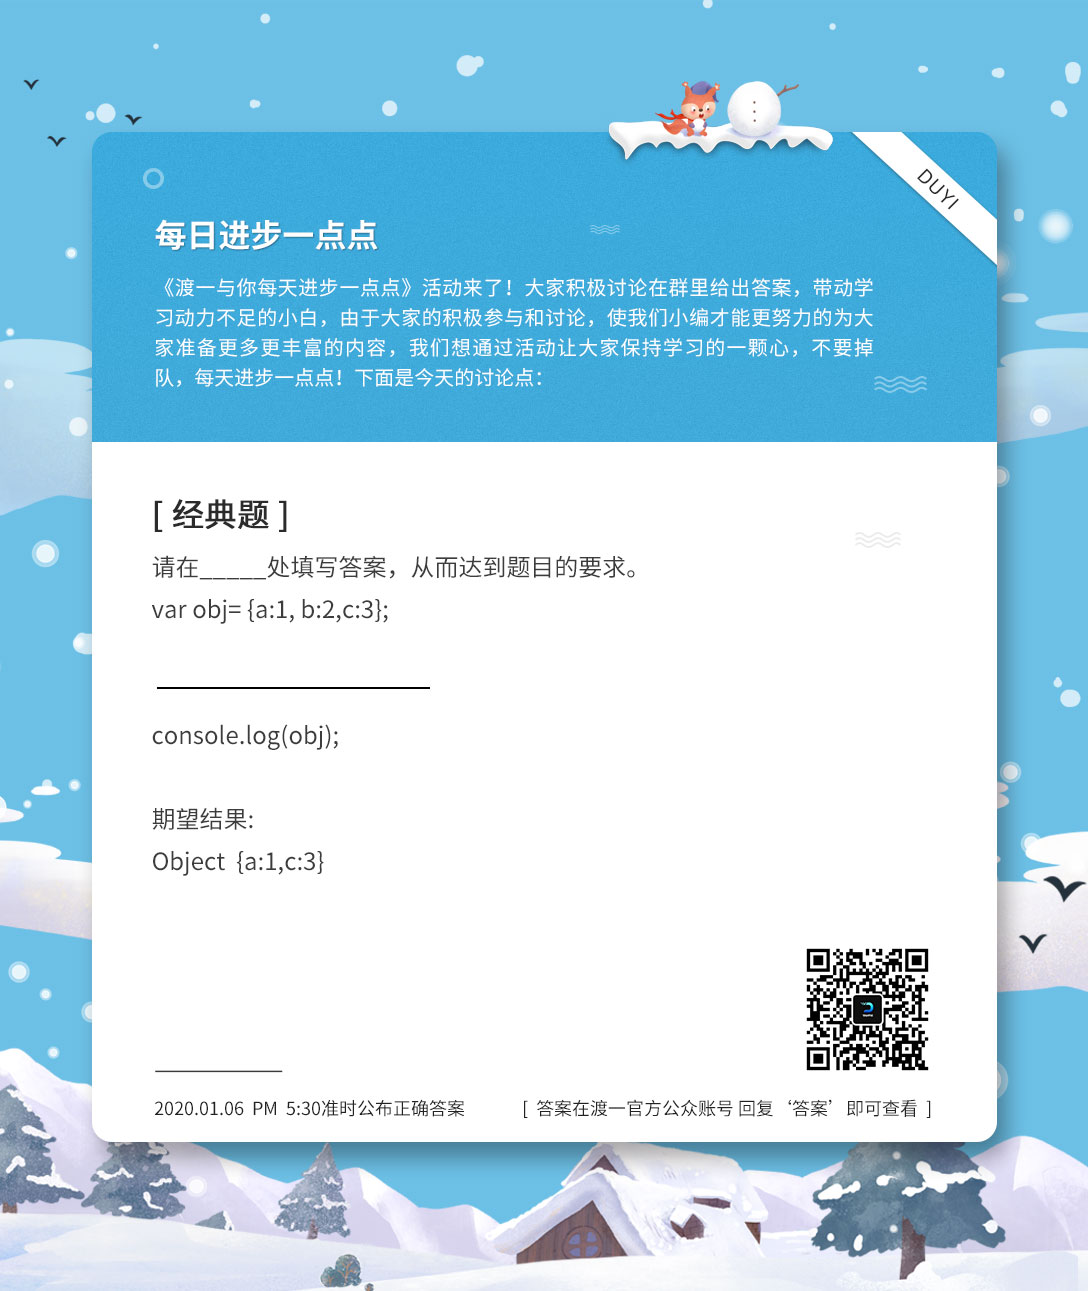 DUYI
每日进步一点点
《渡一与你每天进步一点点》活动来了！大家积极讨论在群里给出答案，带动学
习动力不足的小白，由于大家的积极参与和讨论，使我们小编才能更努力的为大
家准备更多更丰富的内容，我们想通过活动让大家保持学习的一颗心，不要掉
队，每天进步一点点！下面是今天的讨论点：
[ 经典题 ]
请在_____处填写答案，从而达到题目的要求。
var obj= {a:1, b:2,c:3};
console.log(obj);
期望结果:
Object {a:1,c:3}
2020.01.06 PM 5:30准时公布正确答案
[ 答案在渡一官方公众账号 回复‘答案’即可查看 ]